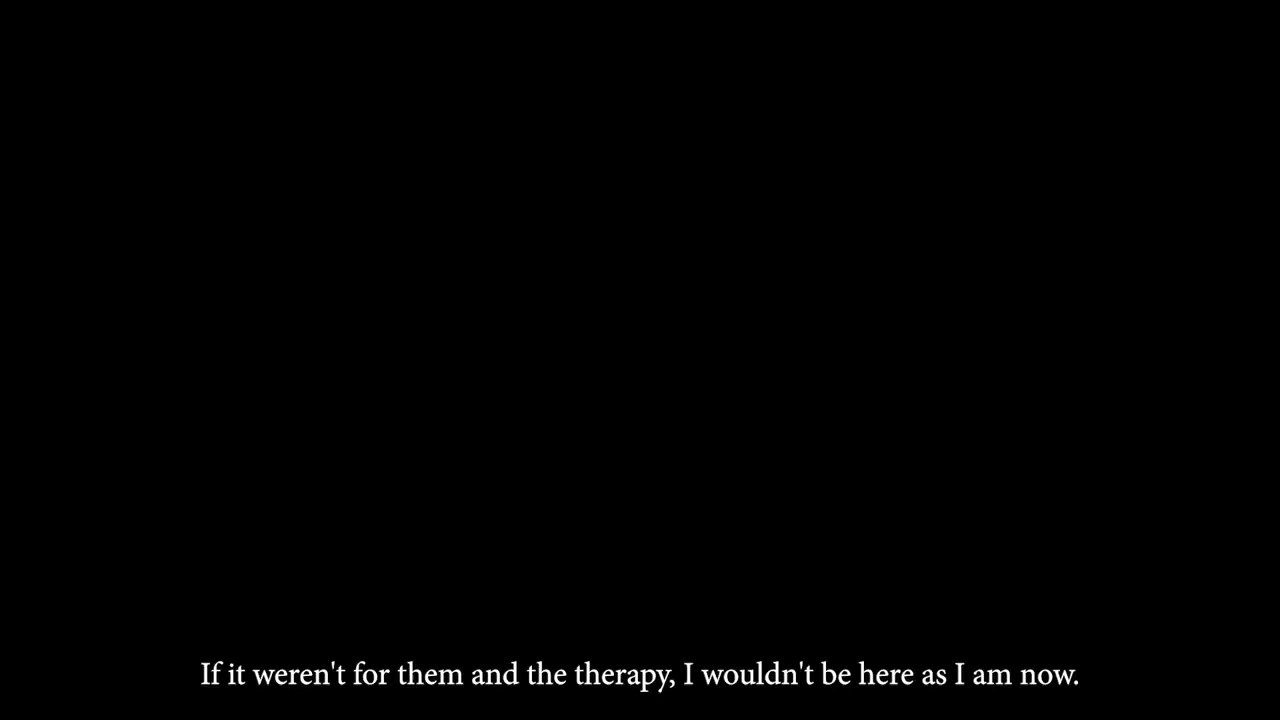 If it weren't for them and the therapy, I wouldn't be here as I am now.